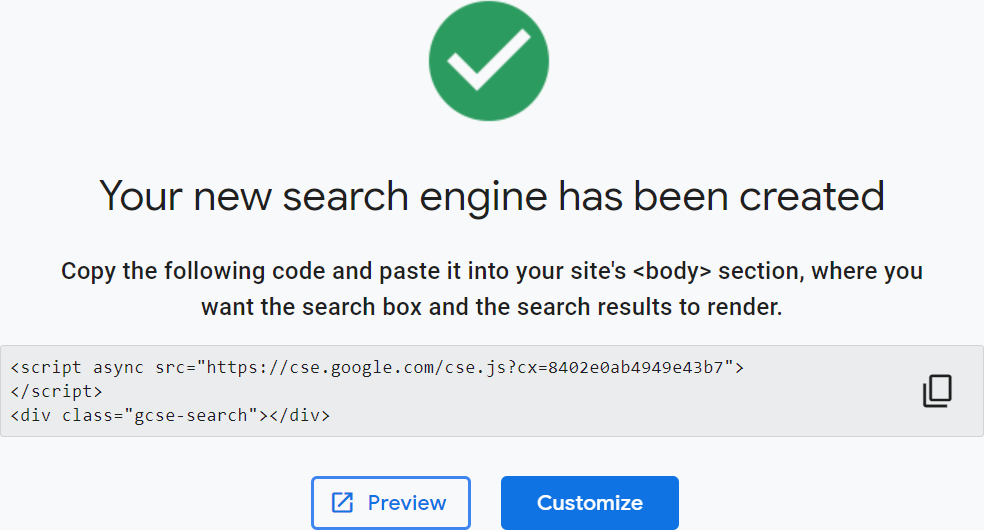 Your new search engine has been created
Copy the following code and paste it into your site's <body> section, where you
want the search box and the search results to render.
<script async src="https://cse.google.com/cse.js?cx=8402e0ab4949e43b7">
</script>
<div class="gcse-search"></div>
Preview
Customize